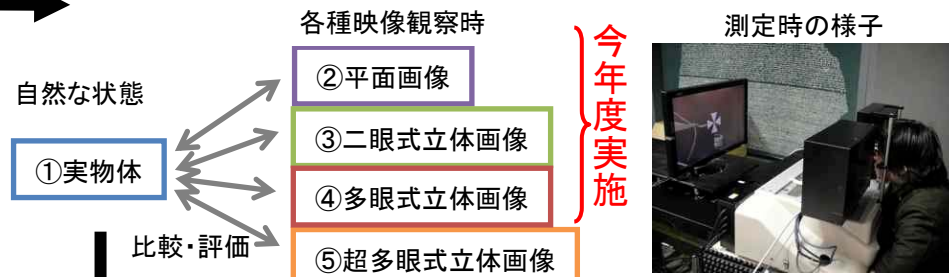 各種映像観察時
測定時の様子
自然な状態
①実物体
②平面画像
③二眼式立体画像
④多眼式立体画像
⑤超多眼式立体画像
今年度実施
比較・評価